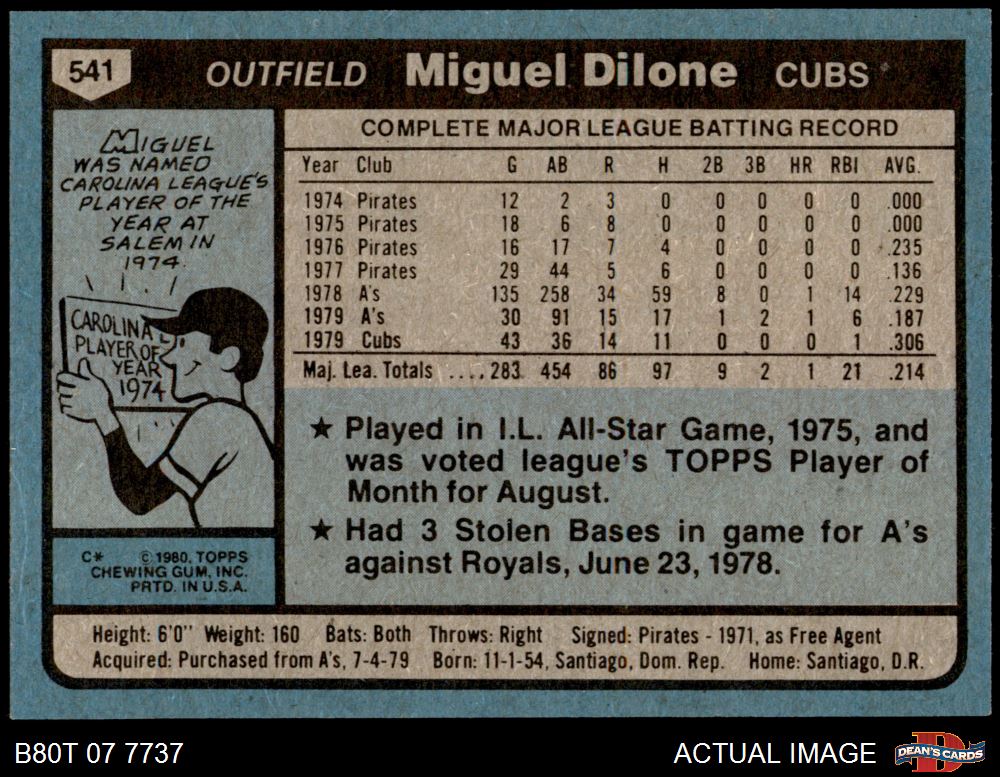 541 OUTFIELD Miguel Dilone CUBS
MIGUEL
WAS NAMED
CAROLINA LEAGUE'S
PLAYER OF THE
YEAR AT
SALEM IN
1974.
CAROLINA
PLAYER OF
YEAR
1974
C* © 1980, TOPPS
CHEWING GUM, INC.
PRTD. IN U.S.A.
COMPLETE MAJOR LEAGUE BATTING RECORD
Year Club G AB R H 2B 3B HR RBI AVG.
1974 Pirates 12 2 3 0 0 0 0 0 .000
1975 Pirates 18 6 8 0 0 0 0 0 .000
1976 Pirates 16 17 7 4 0 0 0 0 .235
1977 Pirates 29 44 5 6 0 0 0 0 .136
1978 A's 135 258 34 59 8 0 1 14 .229
1979 A's 30 91 15 17 1 2 1 6 .187
1979 Cubs 43 36 14 11 0 0 0 1 .306
Maj. Lea. Totals .... 283 454 86 97 9 2 1 21 .214
★ Played in I.L. All-Star Game, 1975, and
was voted league's TOPPS Player of
Month for August.
★ Had 3 Stolen Bases in game for A's
against Royals, June 23, 1978.
Height: 6'0" Weight: 160 Bats: Both Throws: Right Signed: Pirates - 1971, as Free Agent
Acquired: Purchased from A's, 7-4-79 Born: 11-1-54, Santiago, Dom. Rep. Home: Santiago, D.R.
B80T 07 7737 ACTUAL IMAGE D DEAN'S CARDS